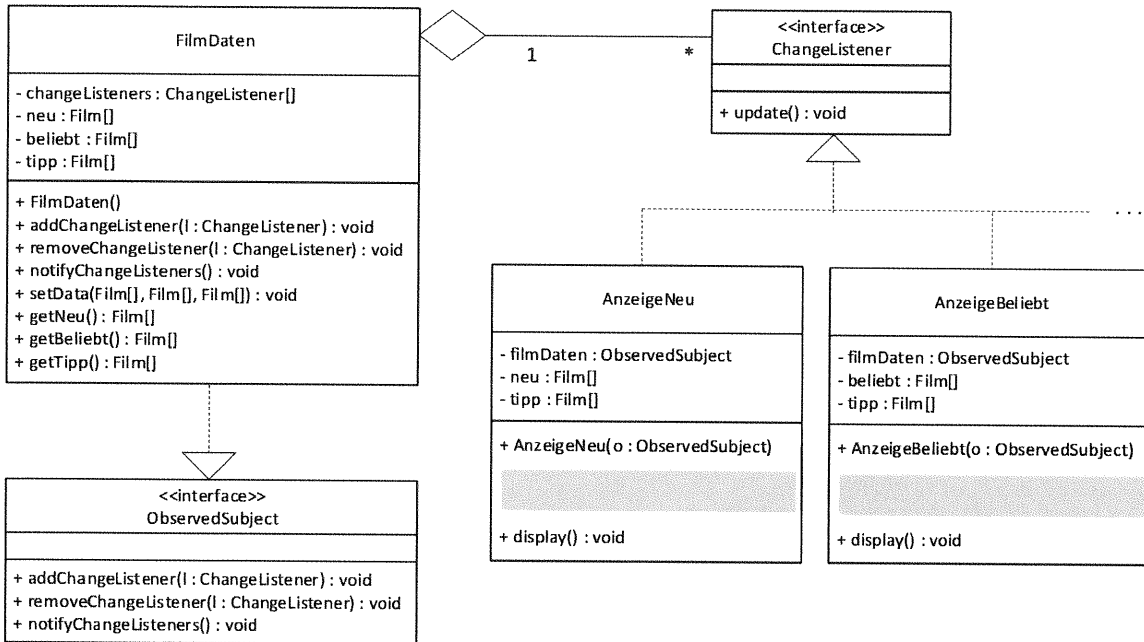 FilmDaten
- changeListeners : ChangeListener[]
- neu : Film[]
- beliebt : Film[]
- tipp : Film[]
+ FilmDaten()
+ addChangeListener(l : ChangeListener) : void
+ removeChangeListener(l : ChangeListener) : void
+ notifyChangeListeners() : void
+ setData(Film[], Film[], Film[]) : void
+ getNeu() : Film[]
+ getBeliebt() : Film[]
+ getTipp() : Film[]
1
*
<<interface>>
ChangeListener
+ update() : void
...
<<interface>>
ObservedSubject
+ addChangeListener(l : ChangeListener) : void
+ removeChangeListener(l : ChangeListener) : void
+ notifyChangeListeners() : void
AnzeigeNeu
- filmDaten : ObservedSubject
- neu : Film[]
- tipp : Film[]
+ AnzeigeNeu(o : ObservedSubject)
+ display() : void
AnzeigeBeliebt
- filmDaten : ObservedSubject
- beliebt : Film[]
- tipp : Film[]
+ AnzeigeBeliebt(o : ObservedSubject)
+ display() : void